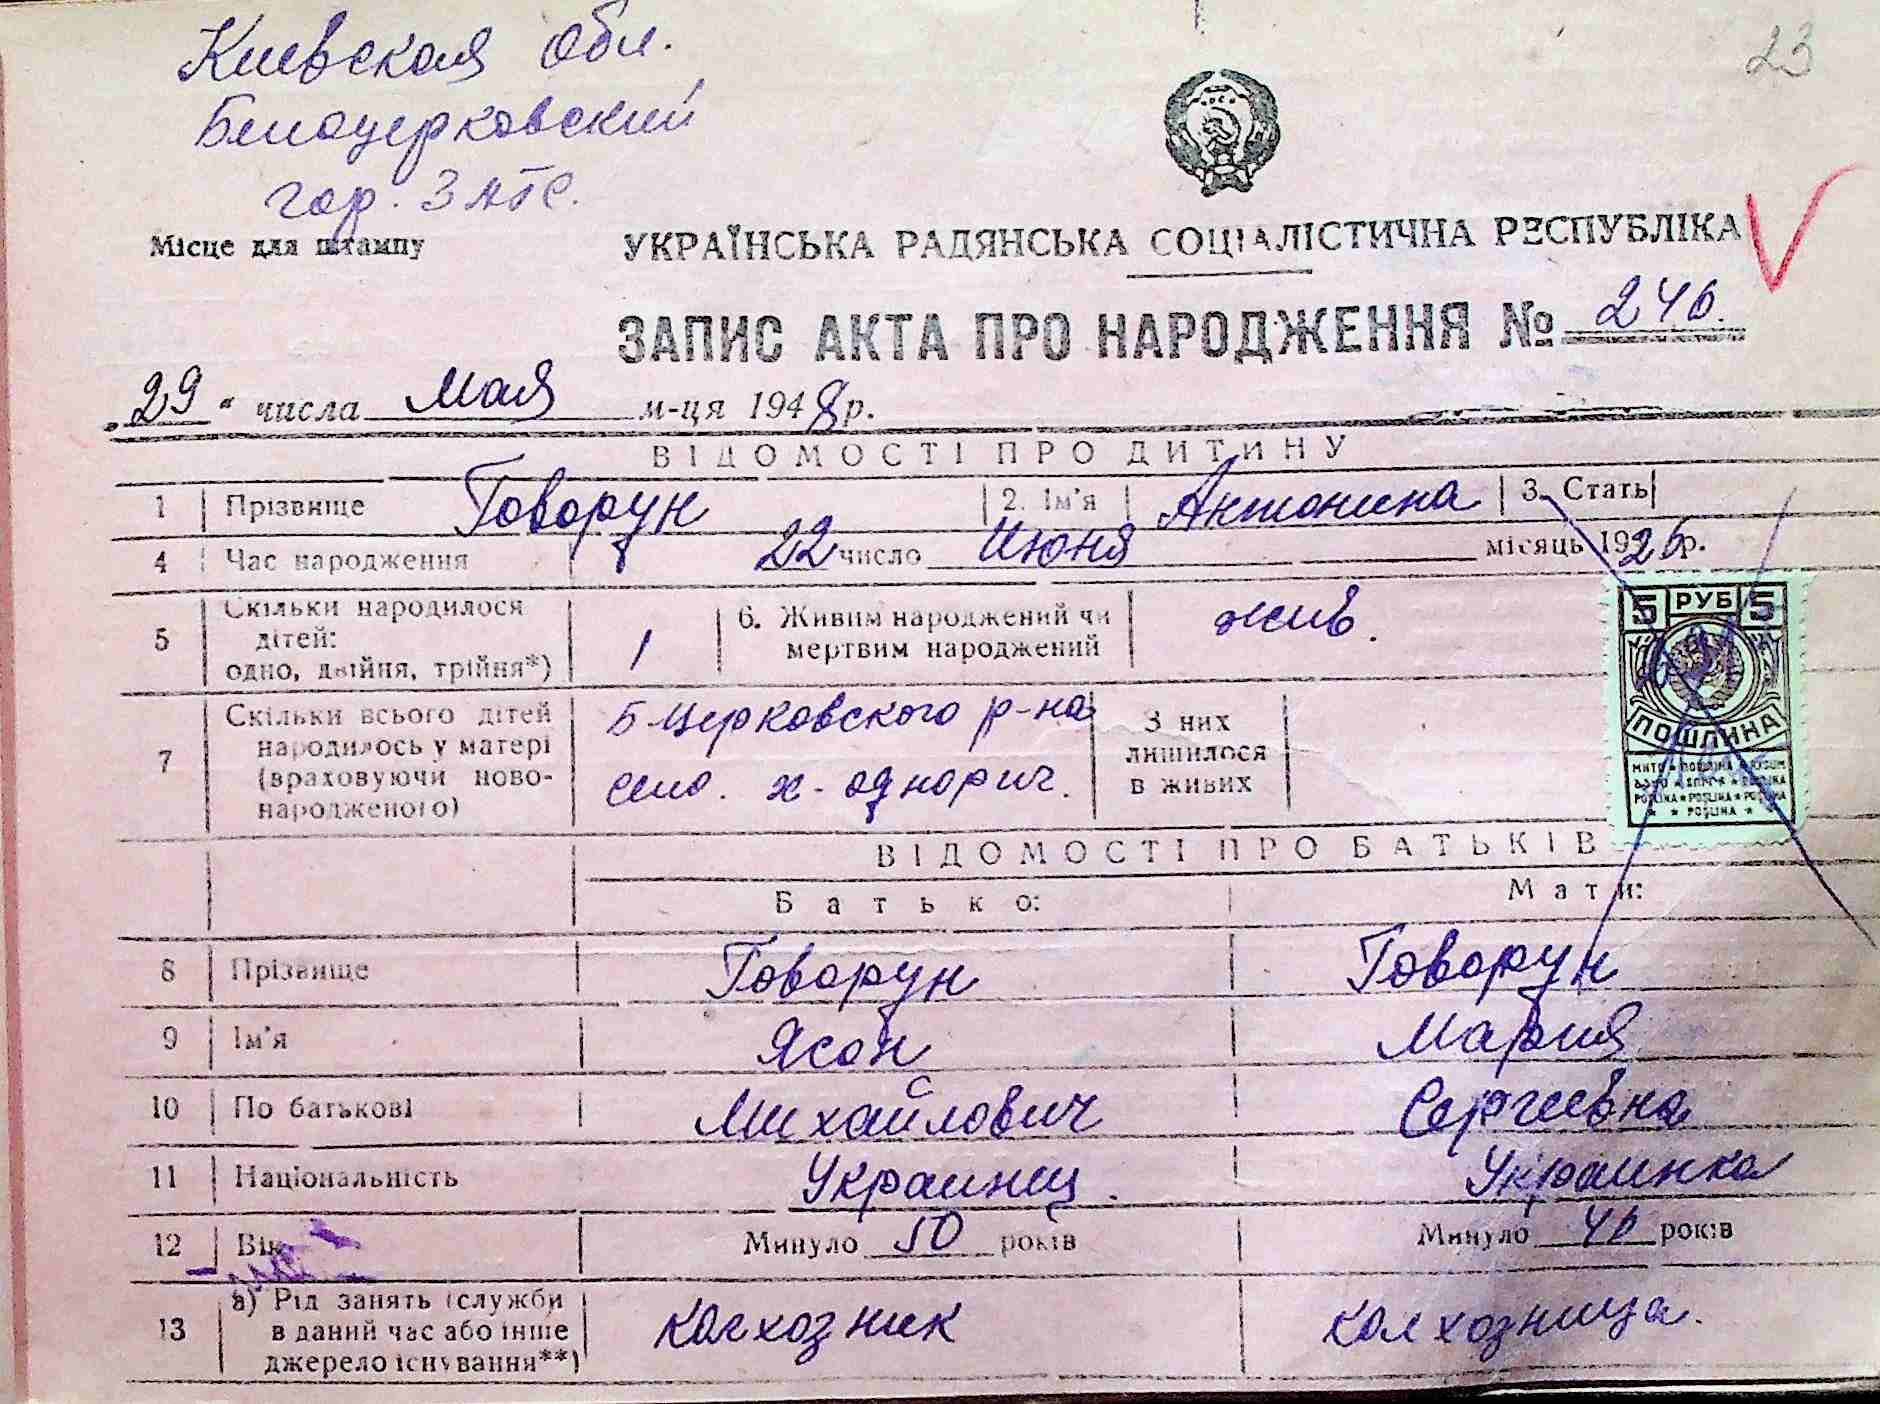 Киевская обл.
23
Белоцерковский
гор. ЗАГС.
Місце для штампу
УКРАЇНСЬКА РАДЯНСЬКА СОЦІАЛІСТИЧНА РЕСПУБЛІКА
ЗАПИС АКТА ПРО НАРОДЖЕННЯ № 246.
"29" числа Мая м-ця 1948 р.
ВІДОМОСТІ ПРО ДИТИНУ
1 Прізвище Говорун 2. Ім'я Антонина 3. Стать
4 Час народження 22 число Июня місяць 1926 р.
5 Скільки народилося дітей: одно, двійня, трійня*) 1 6. Живим народжений чи мертвим народжений жив.
5 РУБ 5
ПОШЛИНА
7 Скільки всього дітей народилось у матері (враховуючи новонародженого) Б-Церковского р-на З них лишилося в живих
село. х-однорич.
ВІДОМОСТІ ПРО БАТЬКІВ
Батько: Мати:
8 Прізвище Говорун Говорун
9 Ім'я Ясон Мария
10 По батькові Михайлович Сергеевна
11 Національність Украинец. Украинка
12 Вік Минуло 50 років Минуло 46 років
13 а) Рід занять (служби в даний час або інше джерело існування**) колхозник колхозница.